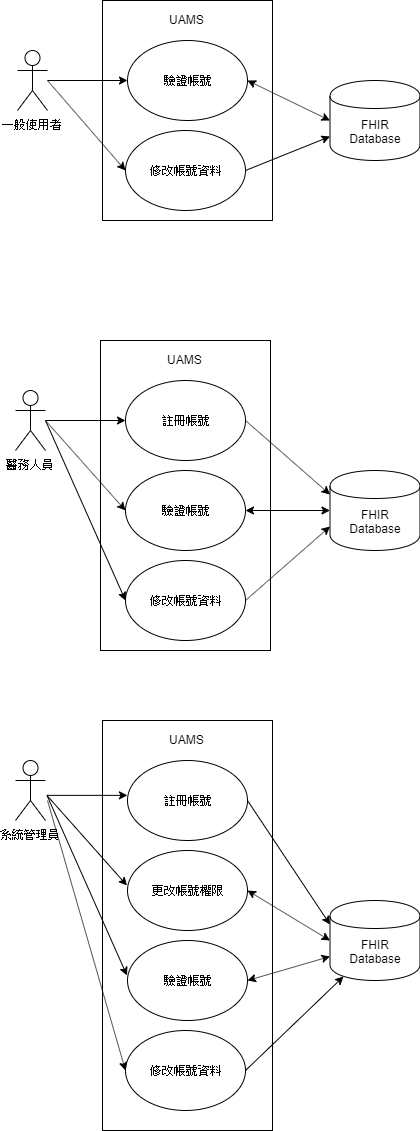 UAMS
驗證帳號
一般使用者
FHIR
Database
修改帳號資料
UAMS
註冊帳號
醫務人員
驗證帳號
FHIR
Database
修改帳號資料
UAMS
註冊帳號
系統管理員
更改帳號權限
FHIR
Database
驗證帳號
修改帳號資料